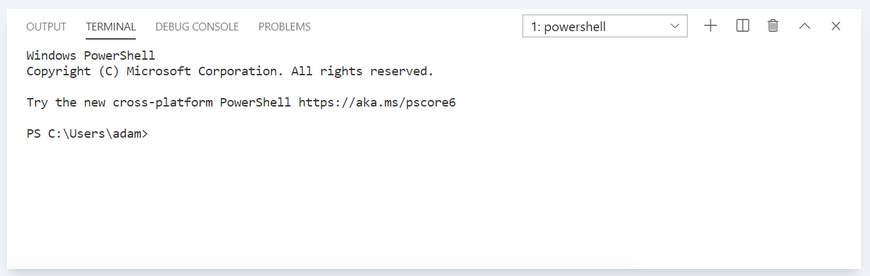 OUTPUT TERMINAL DEBUG CONSOLE PROBLEMS 1: powershell
Windows PowerShell
Copyright (C) Microsoft Corporation. All rights reserved.
Try the new cross-platform PowerShell https://aka.ms/pscore6
PS C:\Users\adam>